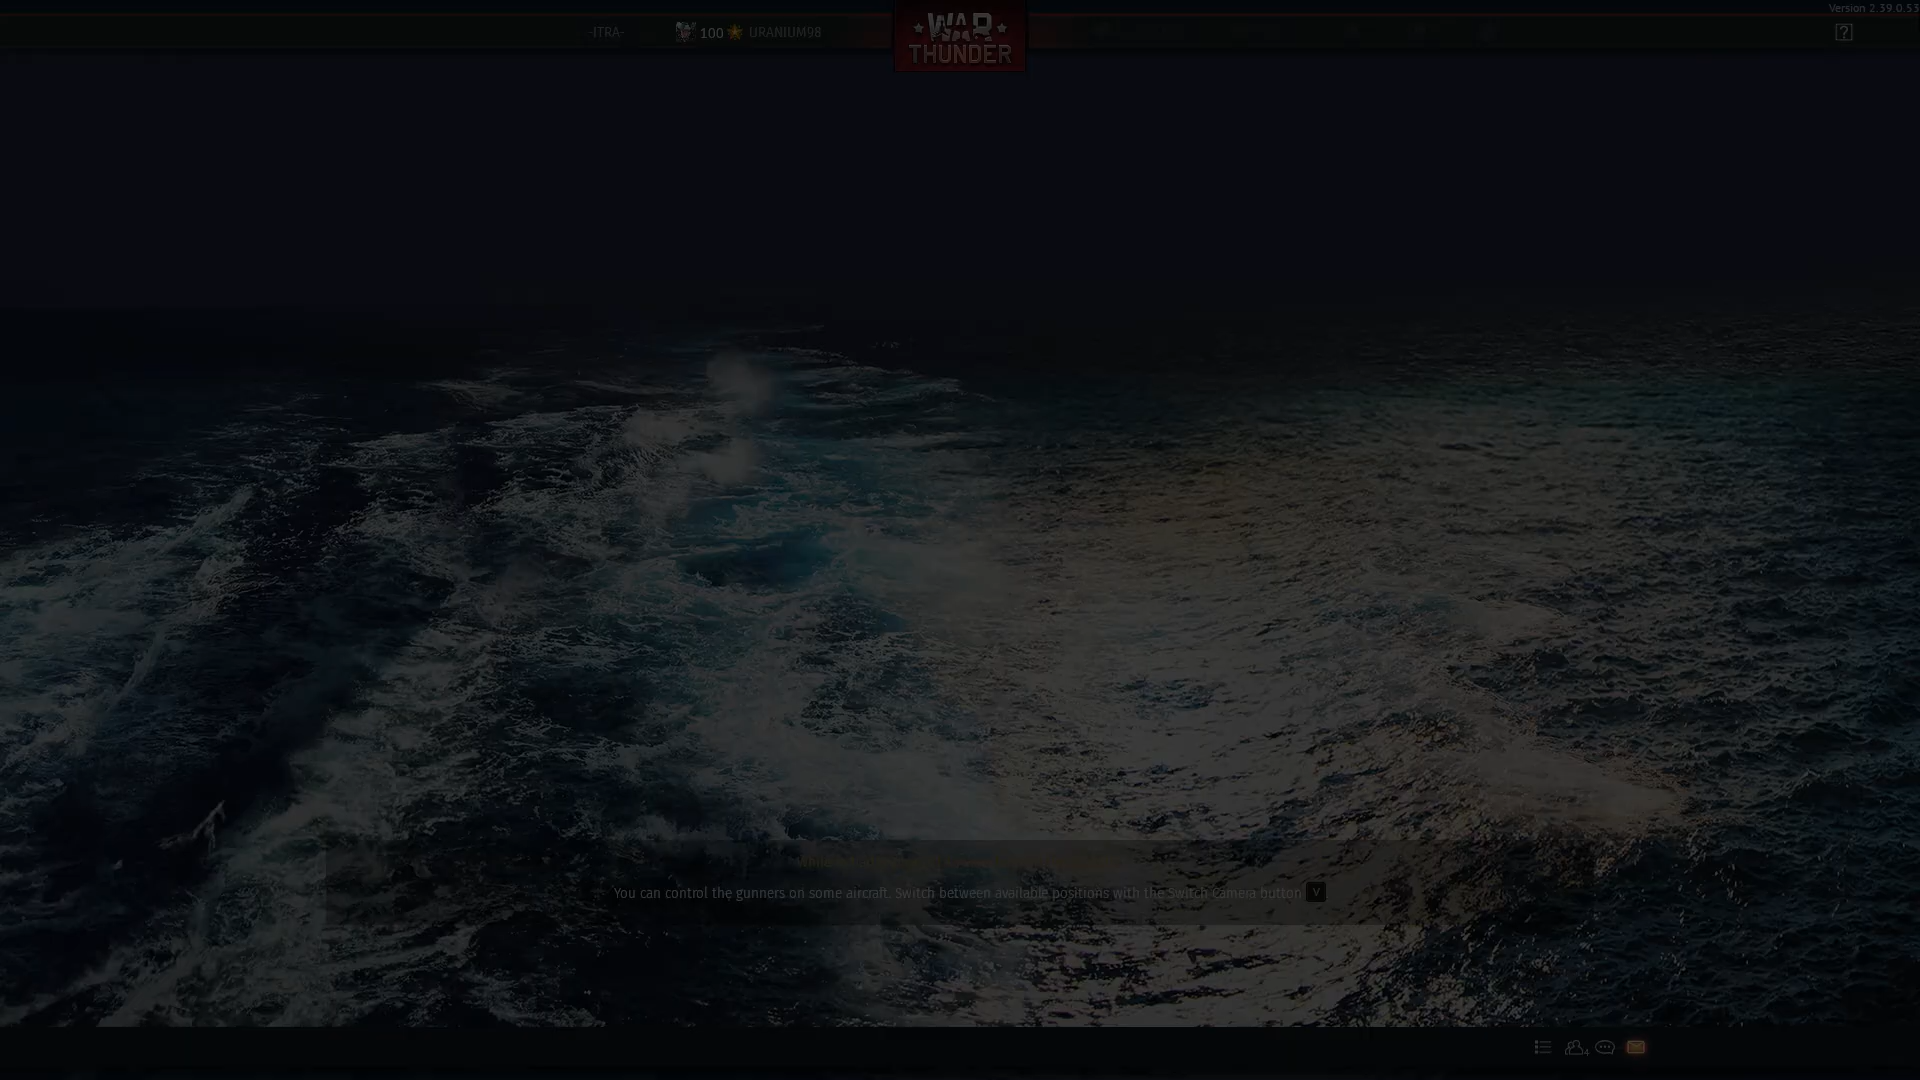 Version 2.39.0.53
-ITRA- 100 URANIUM98
WAR
THUNDER
?
You can control the gunners on some aircraft. Switch between available positions with the Switch Camera button V
4